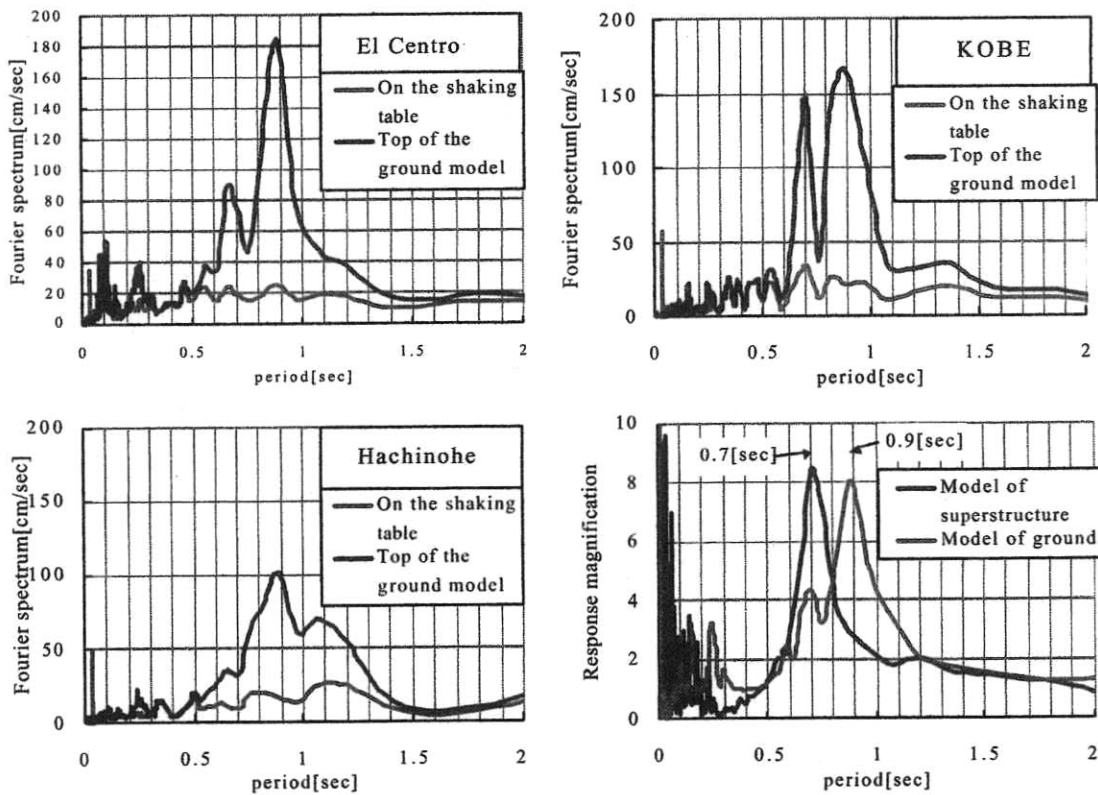 El Centro
On the shaking
table
Top of the
ground model
Fourier spectrum[cm/sec]
200
180
160
140
120
100
80
60
40
20
0
0 0.5 1 1.5 2
period[sec]
KOBE
On the shaking
table
Top of the
ground model
Fourier spectrum[cm/sec]
200
150
100
50
0
0 0.5 1 1.5 2
period[sec]
Hachinohe
On the shaking
table
Top of the
ground model
Fourier spectrum[cm/sec]
200
150
100
50
0
0 0.5 1 1.5 2
period[sec]
0.7[sec]
0.9[sec]
Model of
superstructure
Model of ground
Response magnification
10
8
6
4
2
0
0 0.5 1 1.5 2
period[sec]